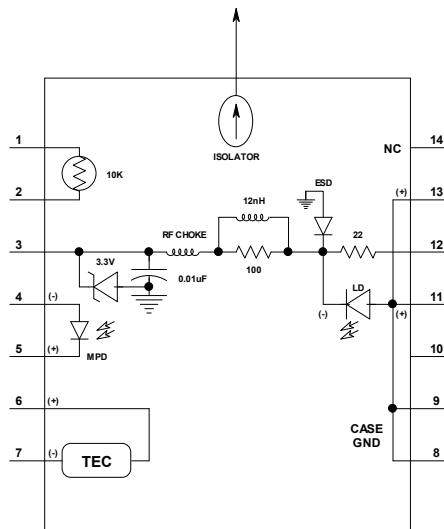 ISOLATOR
1
10K
2
NC
14
(+)
13
12nH
ESD
3
RF CHOKE
100
22
12
3.3V
0.01uF
4
(-)
LD
11
(-)
(+)
5
(+)
MPD
10
6
(+)
9
CASE
GND
7
(-)
TEC
8